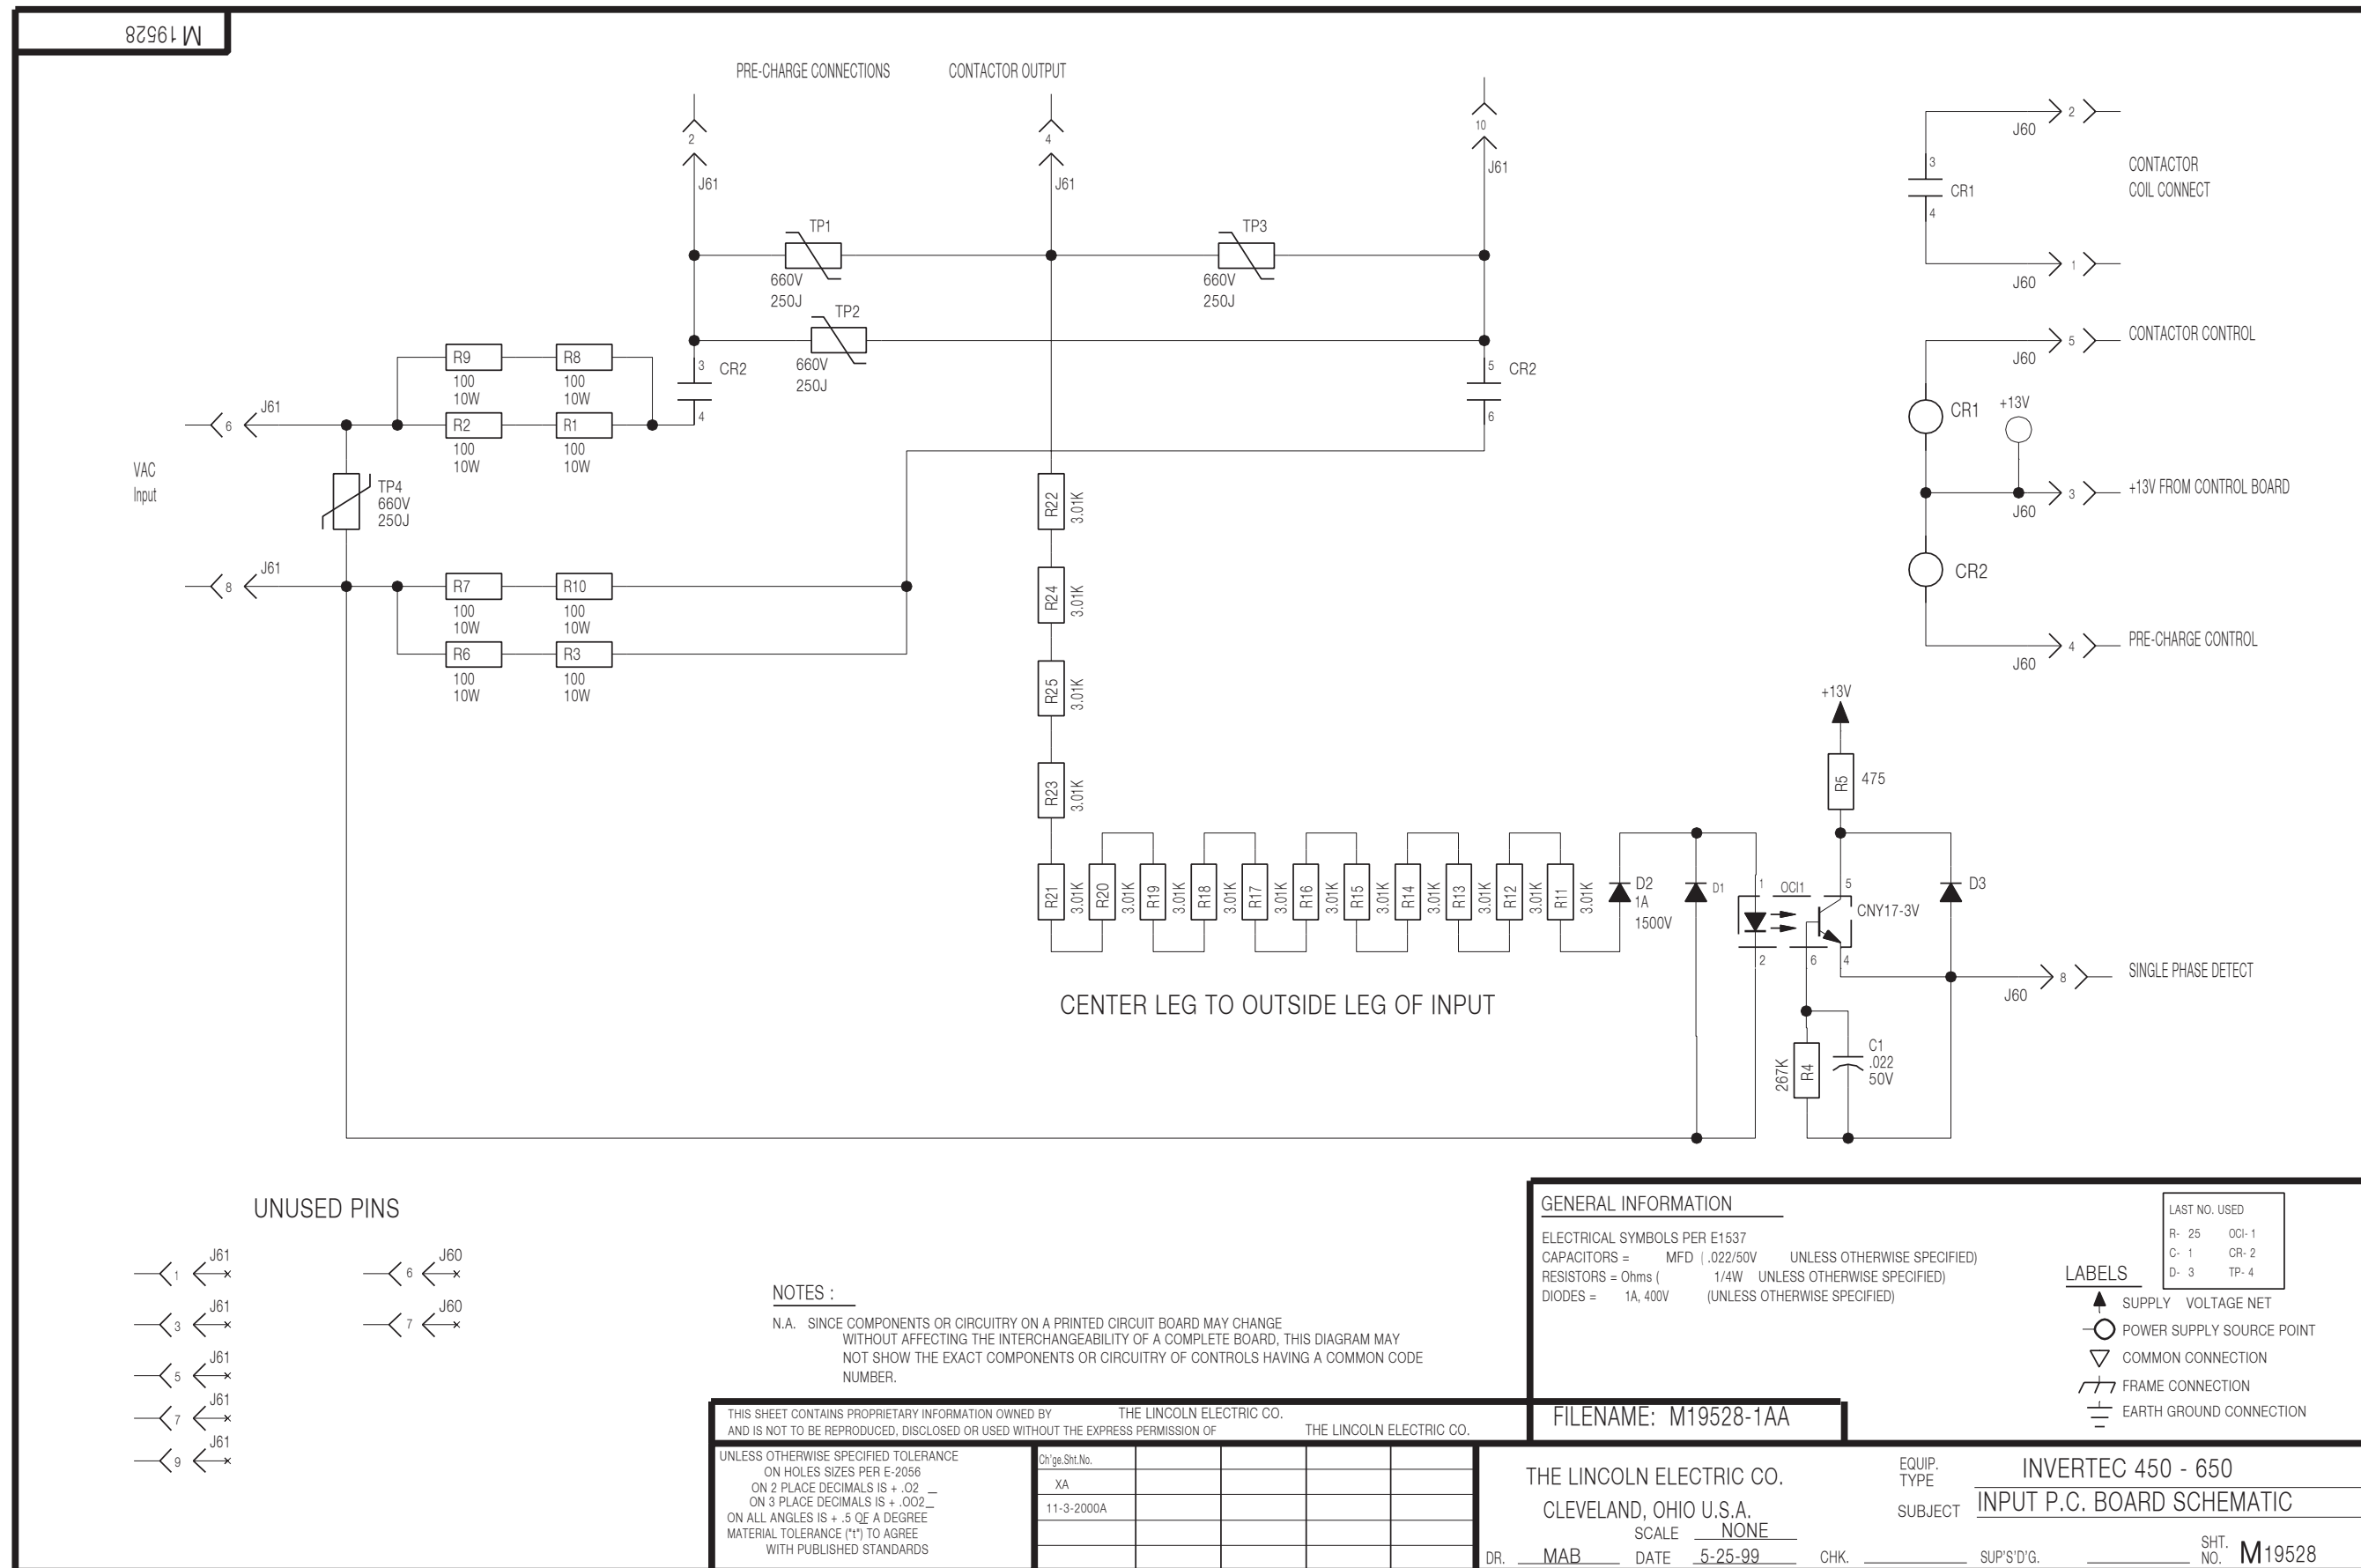 M19528
PRE-CHARGE CONNECTIONS
CONTACTOR OUTPUT
2
J61
4
J61
10
J61
TP1
660V
250J
TP3
660V
250J
TP2
660V
250J
R9
100
10W
R8
100
10W
R2
100
10W
R1
100
10W
3
CR2
4
5
CR2
6
6
J61
VAC
Input
TP4
660V
250J
8
J61
R7
100
10W
R10
100
10W
R6
100
10W
R3
100
10W
R22
3.01K
R24
3.01K
R25
3.01K
R23
3.01K
R21
3.01K
R20
3.01K
R19
3.01K
R18
3.01K
R17
3.01K
R16
3.01K
R15
3.01K
R14
3.01K
R13
3.01K
R12
3.01K
R11
3.01K
D2
1A
1500V
D1
1
OCI1
5
CNY17-3V
2
6
4
D3
+13V
R5
475
R4
267K
C1
.022
50V
J60
8
SINGLE PHASE DETECT
CENTER LEG TO OUTSIDE LEG OF INPUT
2
J60
3
CR1
4
CONTACTOR
COIL CONNECT
1
J60
5
J60
CONTACTOR CONTROL
CR1
+13V
3
J60
+13V FROM CONTROL BOARD
CR2
4
J60
PRE-CHARGE CONTROL
UNUSED PINS
1
J61
3
J61
5
J61
7
J61
9
J61
6
J60
7
J60
NOTES :
N.A. SINCE COMPONENTS OR CIRCUITRY ON A PRINTED CIRCUIT BOARD MAY CHANGE
WITHOUT AFFECTING THE INTERCHANGEABILITY OF A COMPLETE BOARD, THIS DIAGRAM MAY
NOT SHOW THE EXACT COMPONENTS OR CIRCUITRY OF CONTROLS HAVING A COMMON CODE
NUMBER.
GENERAL INFORMATION
ELECTRICAL SYMBOLS PER E1537
CAPACITORS = MFD ( .022/50V UNLESS OTHERWISE SPECIFIED)
RESISTORS = Ohms ( 1/4W UNLESS OTHERWISE SPECIFIED)
DIODES = 1A, 400V (UNLESS OTHERWISE SPECIFIED)
LAST NO. USED
R- 25 OCI- 1
C- 1 CR- 2
D- 3 TP- 4
LABELS
SUPPLY VOLTAGE NET
POWER SUPPLY SOURCE POINT
COMMON CONNECTION
FRAME CONNECTION
EARTH GROUND CONNECTION
FILENAME: M19528-1AA
THIS SHEET CONTAINS PROPRIETARY INFORMATION OWNED BY THE LINCOLN ELECTRIC CO.
AND IS NOT TO BE REPRODUCED, DISCLOSED OR USED WITHOUT THE EXPRESS PERMISSION OF THE LINCOLN ELECTRIC CO.
UNLESS OTHERWISE SPECIFIED TOLERANCE
ON HOLES SIZES PER E-2056
ON 2 PLACE DECIMALS IS + .O2 _
ON 3 PLACE DECIMALS IS + .OO2_
ON ALL ANGLES IS + .5 OF A DEGREE
MATERIAL TOLERANCE ("t") TO AGREE
WITH PUBLISHED STANDARDS
Ch'ge.Sht.No.
XA
11-3-2000A
THE LINCOLN ELECTRIC CO.
CLEVELAND, OHIO U.S.A.
SCALE NONE
DR. MAB DATE 5-25-99 CHK. SUP'S'D'G.
EQUIP.
TYPE
INVERTEC 450 - 650
SUBJECT INPUT P.C. BOARD SCHEMATIC
SHT.
NO. M19528